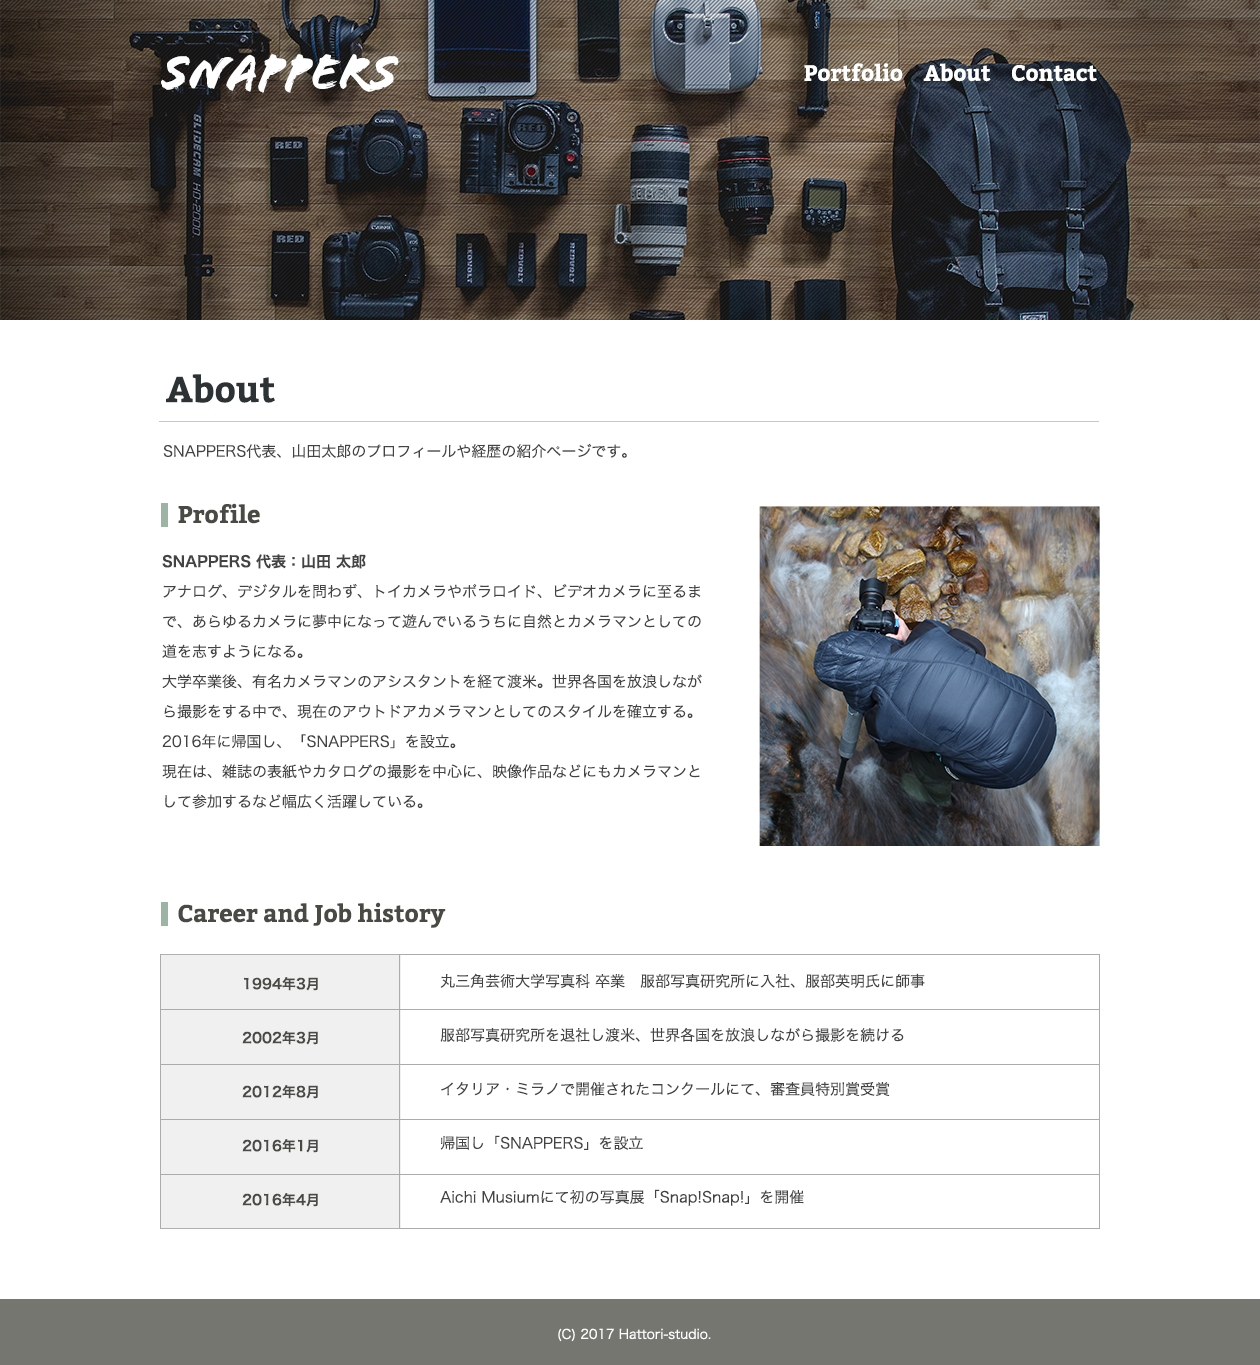 SNAPPERS
Portfolio About Contact
GLIDECAM HD-2000
RED
Canon
RED
RED
Canon
REDVOLT
REDVOLT
REDVOLT
About
SNAPPERS代表、山田太郎のプロフィールや経歴の紹介ページです。
Profile
SNAPPERS 代表：山田 太郎
アナログ、デジタルを問わず、トイカメラやポラロイド、ビデオカメラに至るま
で、あらゆるカメラに夢中になって遊んでいるうちに自然とカメラマンとしての
道を志すようになる。
大学卒業後、有名カメラマンのアシスタントを経て渡米。世界各国を放浪しなが
ら撮影をする中で、現在のアウトドアカメラマンとしてのスタイルを確立する。
2016年に帰国し、「SNAPPERS」を設立。
現在は、雑誌の表紙やカタログの撮影を中心に、映像作品などにもカメラマンと
して参加するなど幅広く活躍している。
Career and Job history
1994年3月 丸三角芸術大学写真科 卒業　服部写真研究所に入社、服部英明氏に師事
2002年3月 服部写真研究所を退社し渡米、世界各国を放浪しながら撮影を続ける
2012年8月 イタリア・ミラノで開催されたコンクールにて、審査員特別賞受賞
2016年1月 帰国し「SNAPPERS」を設立
2016年4月 Aichi Musiumにて初の写真展「Snap!Snap!」を開催
(C) 2017 Hattori-studio.